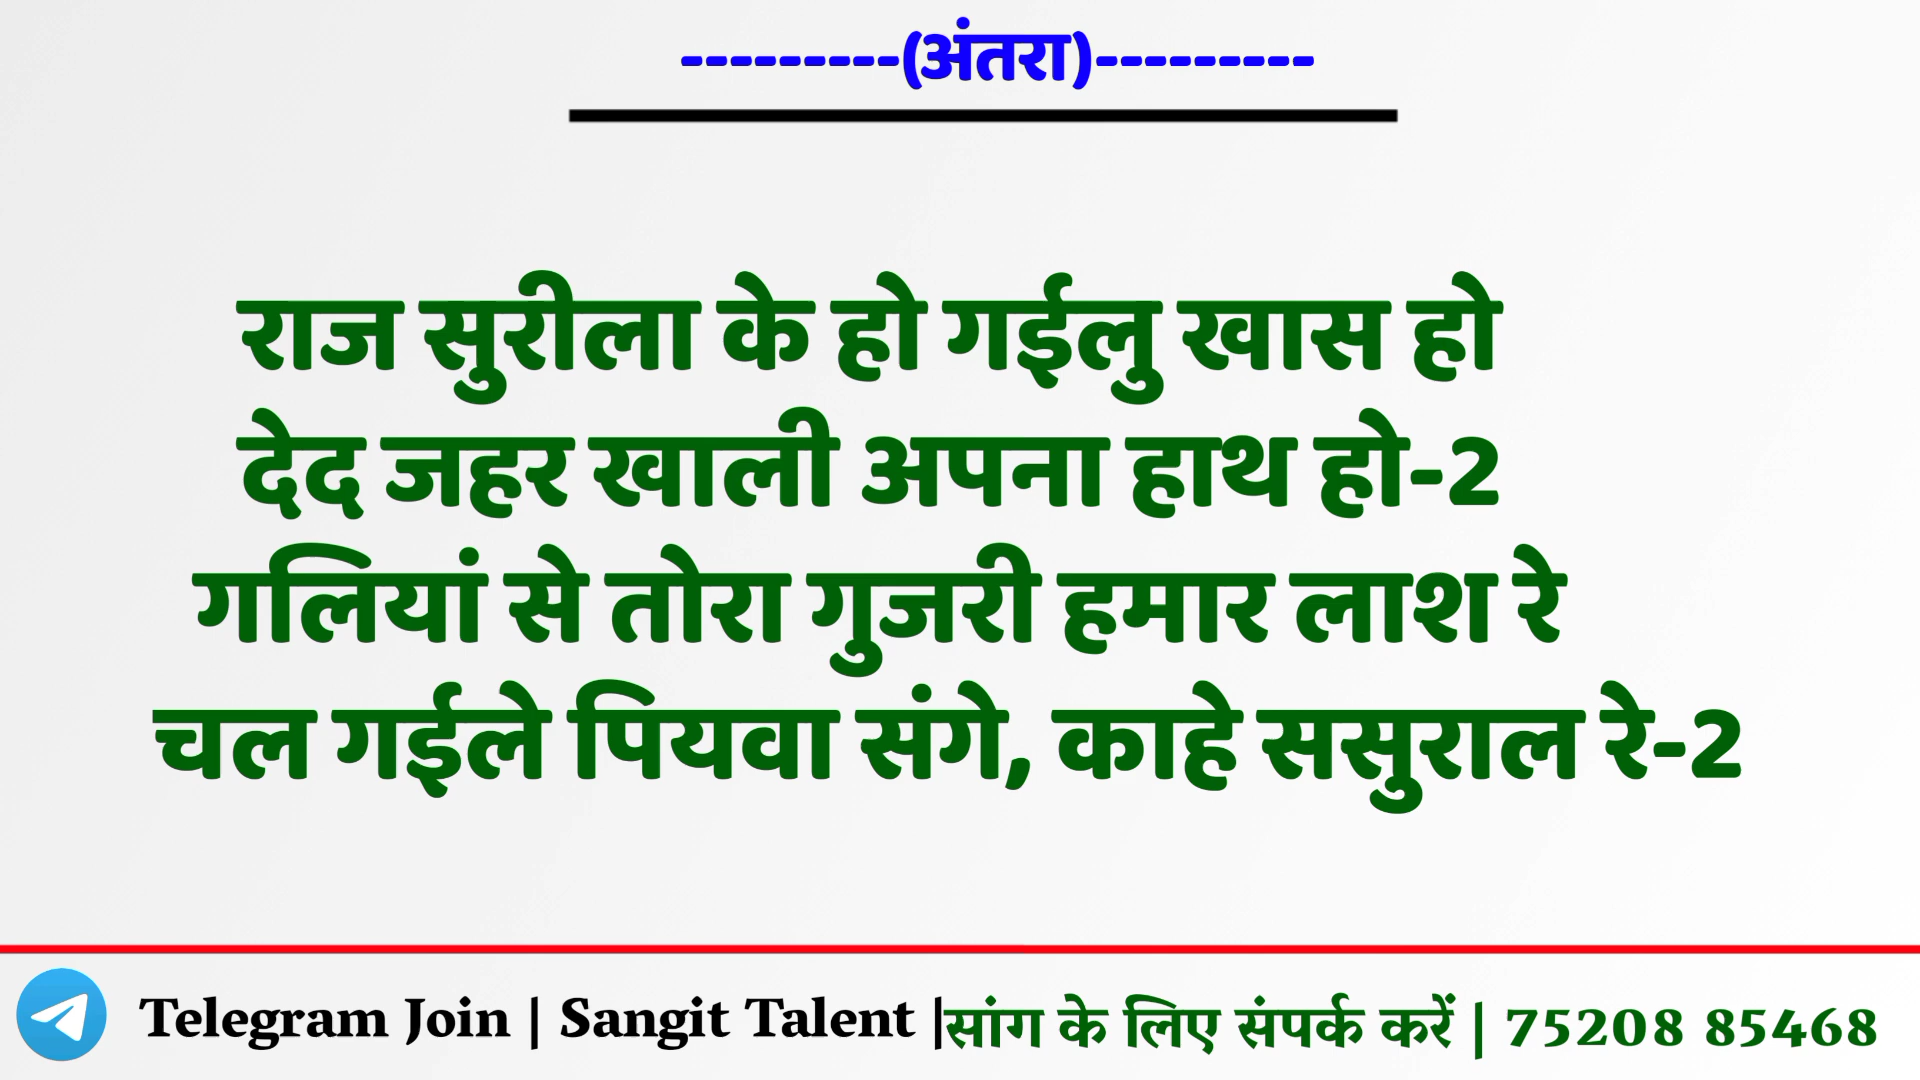 ---------(अंतरा)---------
राज सुरीला के हो गईलु खास हो
देद जहर खाली अपना हाथ हो-2
गलियां से तोरा गुजरी हमार लाश रे
चल गईले पियवा संगे, काहे ससुराल रे-2
Telegram Join | Sangit Talent |सांग के लिए संपर्क करें | 75208 85468